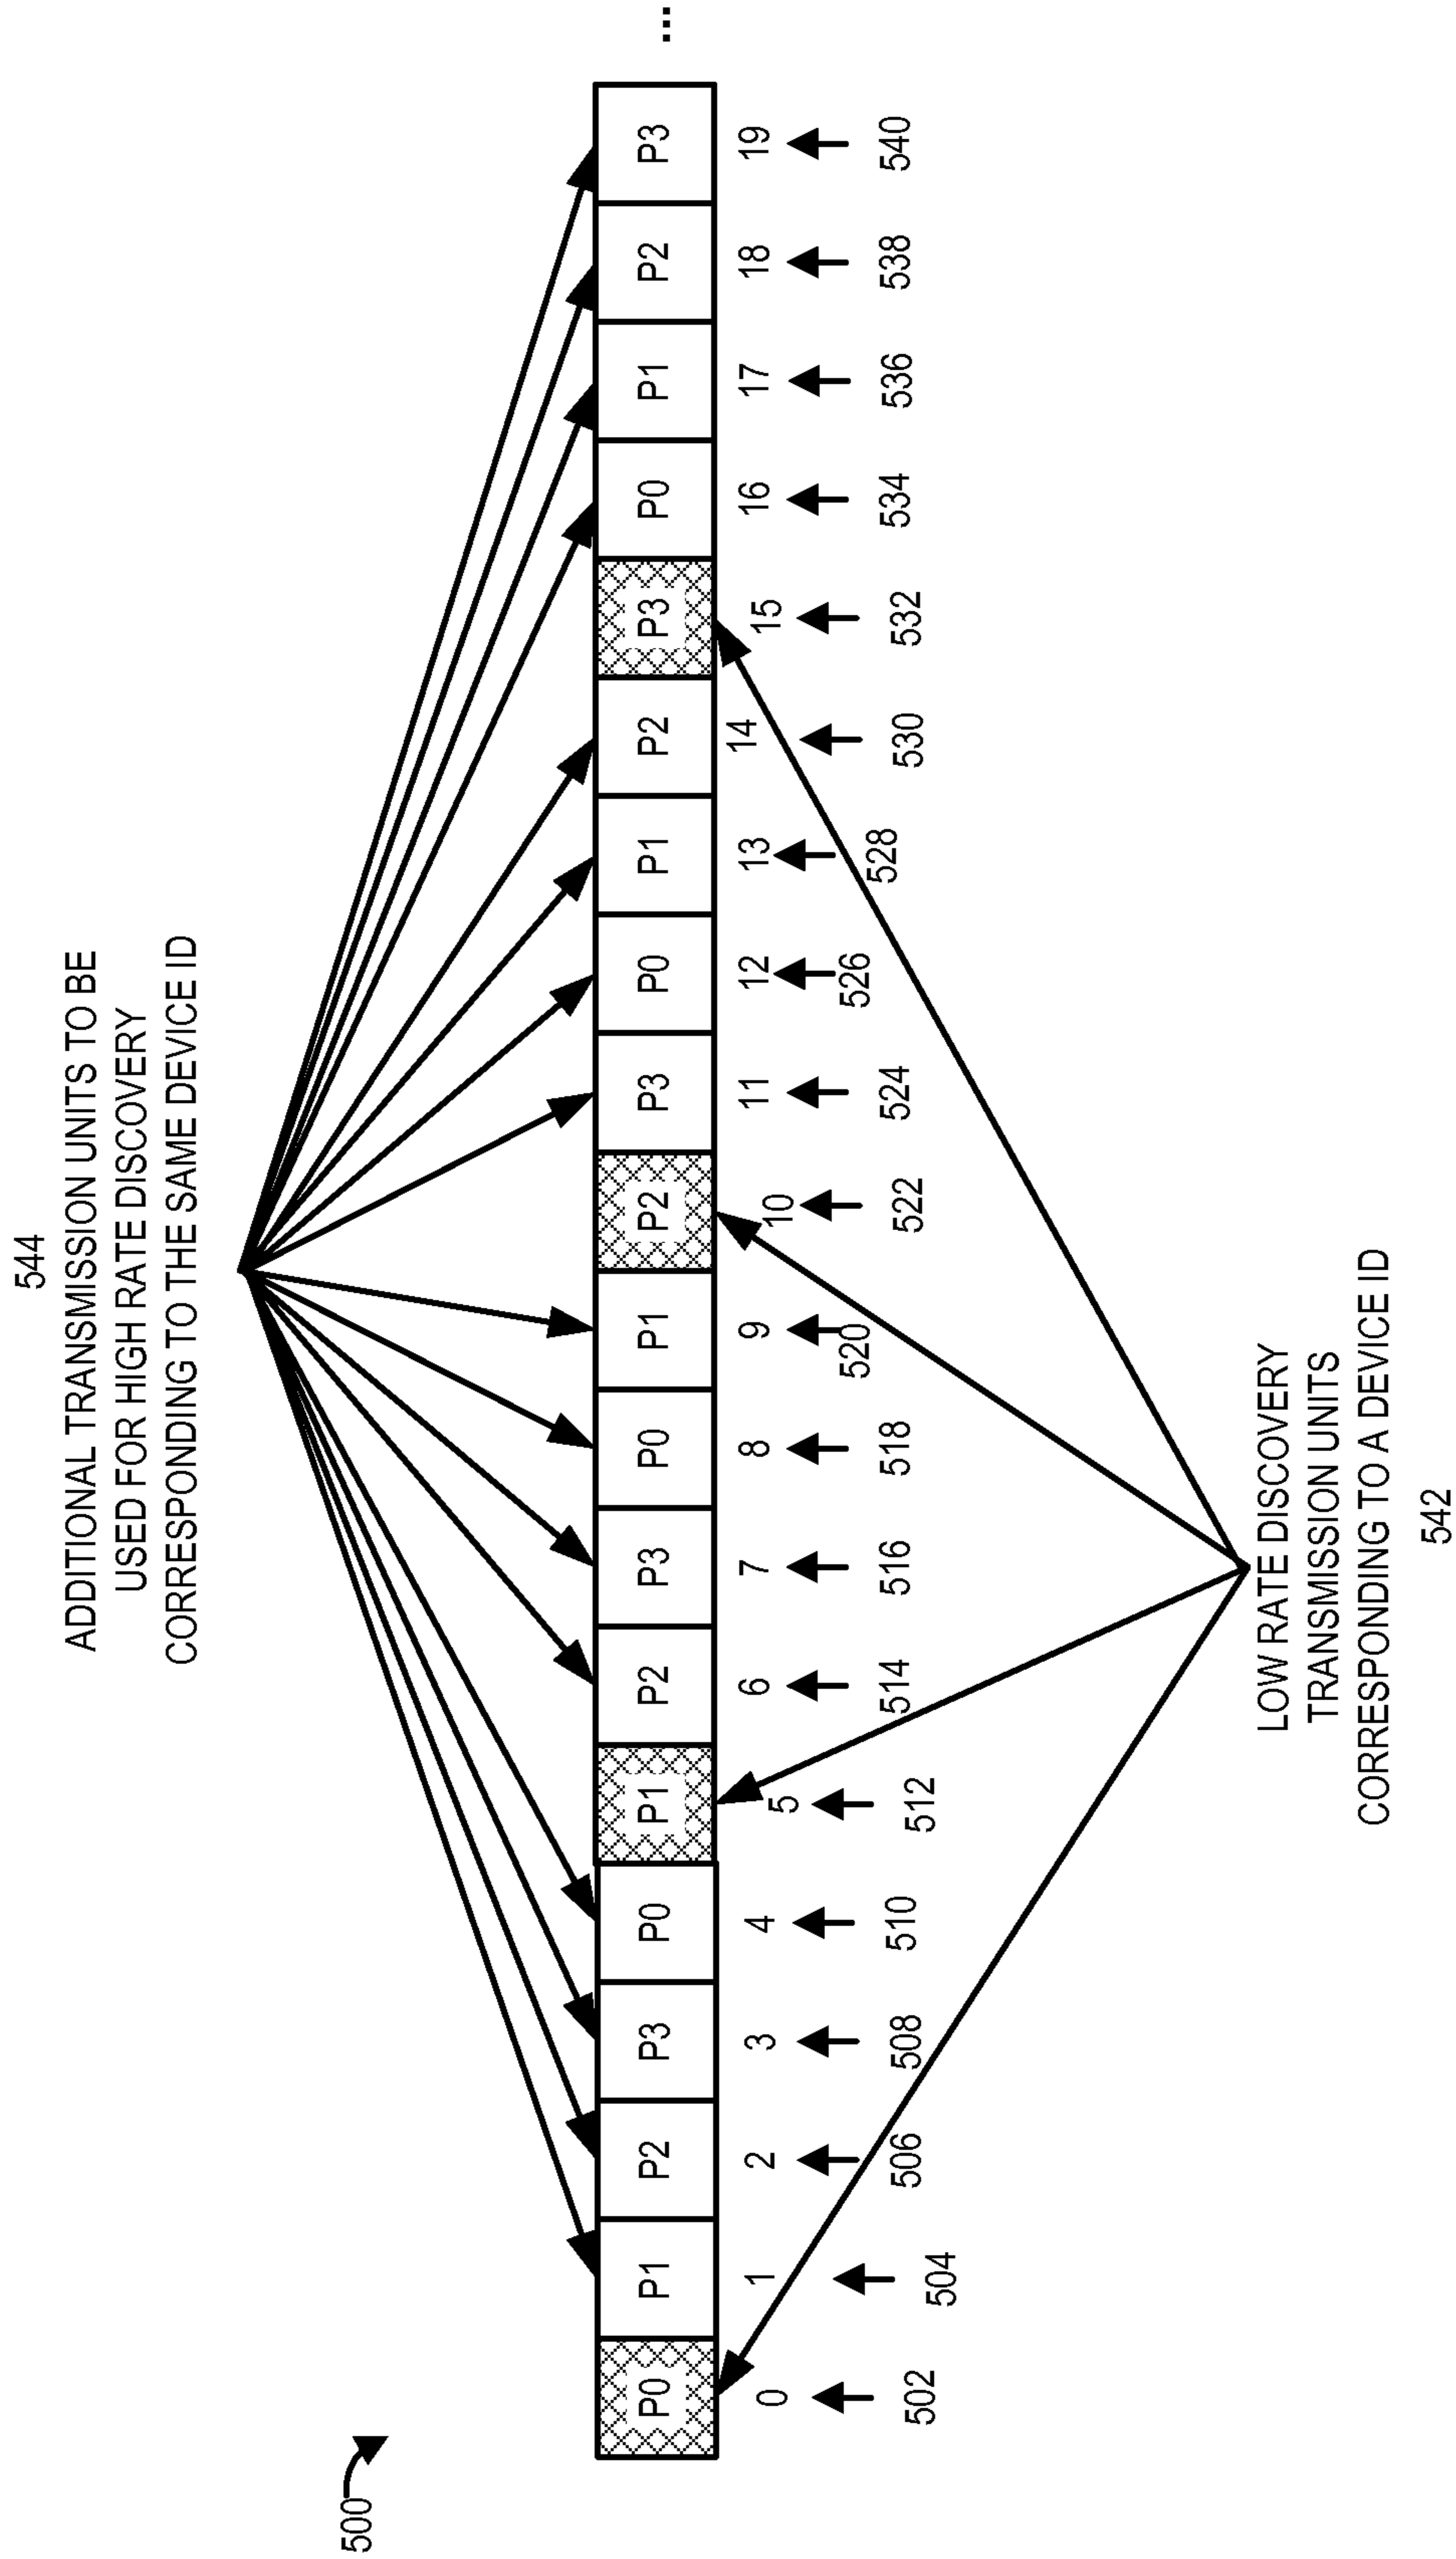 544
ADDITIONAL TRANSMISSION UNITS TO BE
USED FOR HIGH RATE DISCOVERY
CORRESPONDING TO THE SAME DEVICE ID
500
P0 P1 P2 P3 P0 P1 P2 P3 P0 P1 P2 P3 P0 P1 P2 P3 P0 P1 P2 P3 ...
0 1 2 3 4 5 6 7 8 9 10 11 12 13 14 15 16 17 18 19
502 504 506 508 510 512 514 516 518 520 522 524 526 528 530 532 534 536 538 540
LOW RATE DISCOVERY
TRANSMISSION UNITS
CORRESPONDING TO A DEVICE ID
542